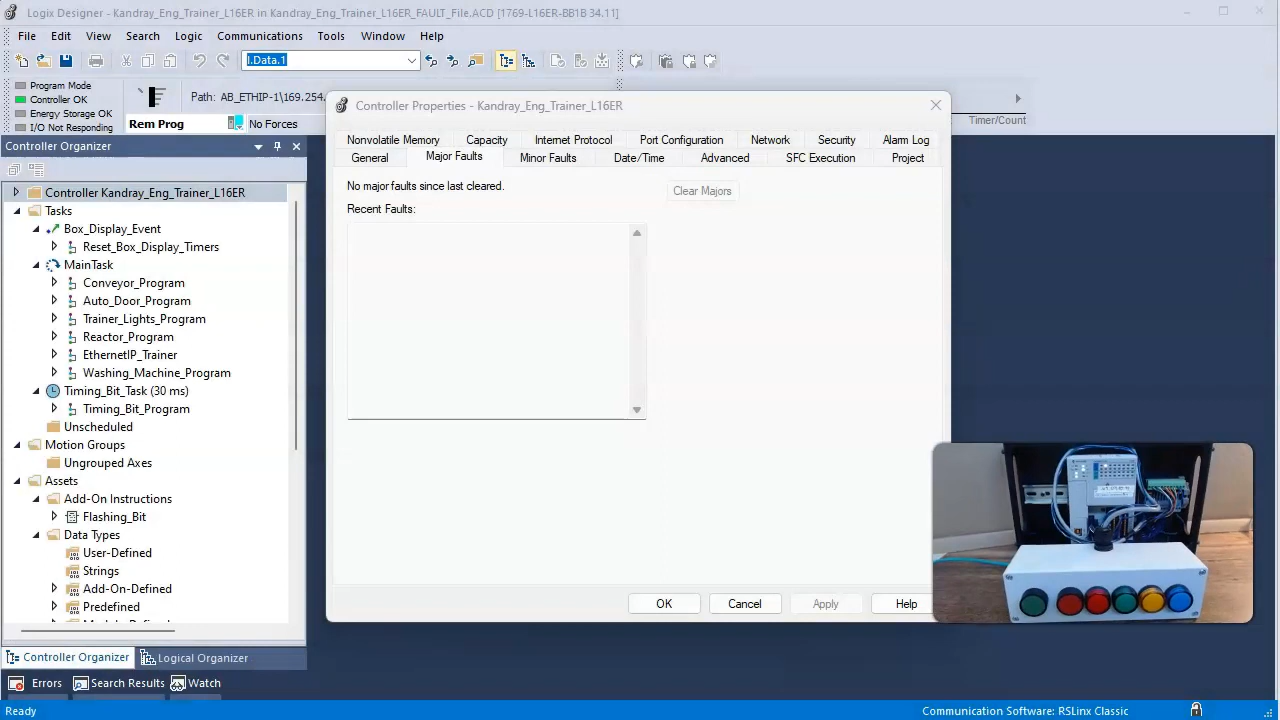 Logix Designer - Kandray_Eng_Trainer_L16ER in Kandray_Eng_Trainer_L16ER_FAULT_File.ACD [1769-L16ER-BB1B 34.11]
File Edit View Search Logic Communications Tools Window Help
I.Data.1
Program Mode
Controller OK
Energy Storage OK
I/O Not Responding
Path: AB_ETHIP-1\169.254.
Rem Prog No Forces
Timer/Count
Controller Organizer
Controller Kandray_Eng_Trainer_L16ER
Tasks
Box_Display_Event
Reset_Box_Display_Timers
MainTask
Conveyor_Program
Auto_Door_Program
Trainer_Lights_Program
Reactor_Program
EthernetIP_Trainer
Washing_Machine_Program
Timing_Bit_Task (30 ms)
Timing_Bit_Program
Unscheduled
Motion Groups
Ungrouped Axes
Assets
Add-On Instructions
Flashing_Bit
Data Types
User-Defined
Strings
Add-On-Defined
Predefined
Controller Organizer Logical Organizer
Controller Properties - Kandray_Eng_Trainer_L16ER
Nonvolatile Memory Capacity Internet Protocol Port Configuration Network Security Alarm Log
General Major Faults Minor Faults Date/Time Advanced SFC Execution Project
No major faults since last cleared.
Clear Majors
Recent Faults:
OK Cancel Apply Help
Errors Search Results Watch
Ready
Communication Software: RSLinx Classic